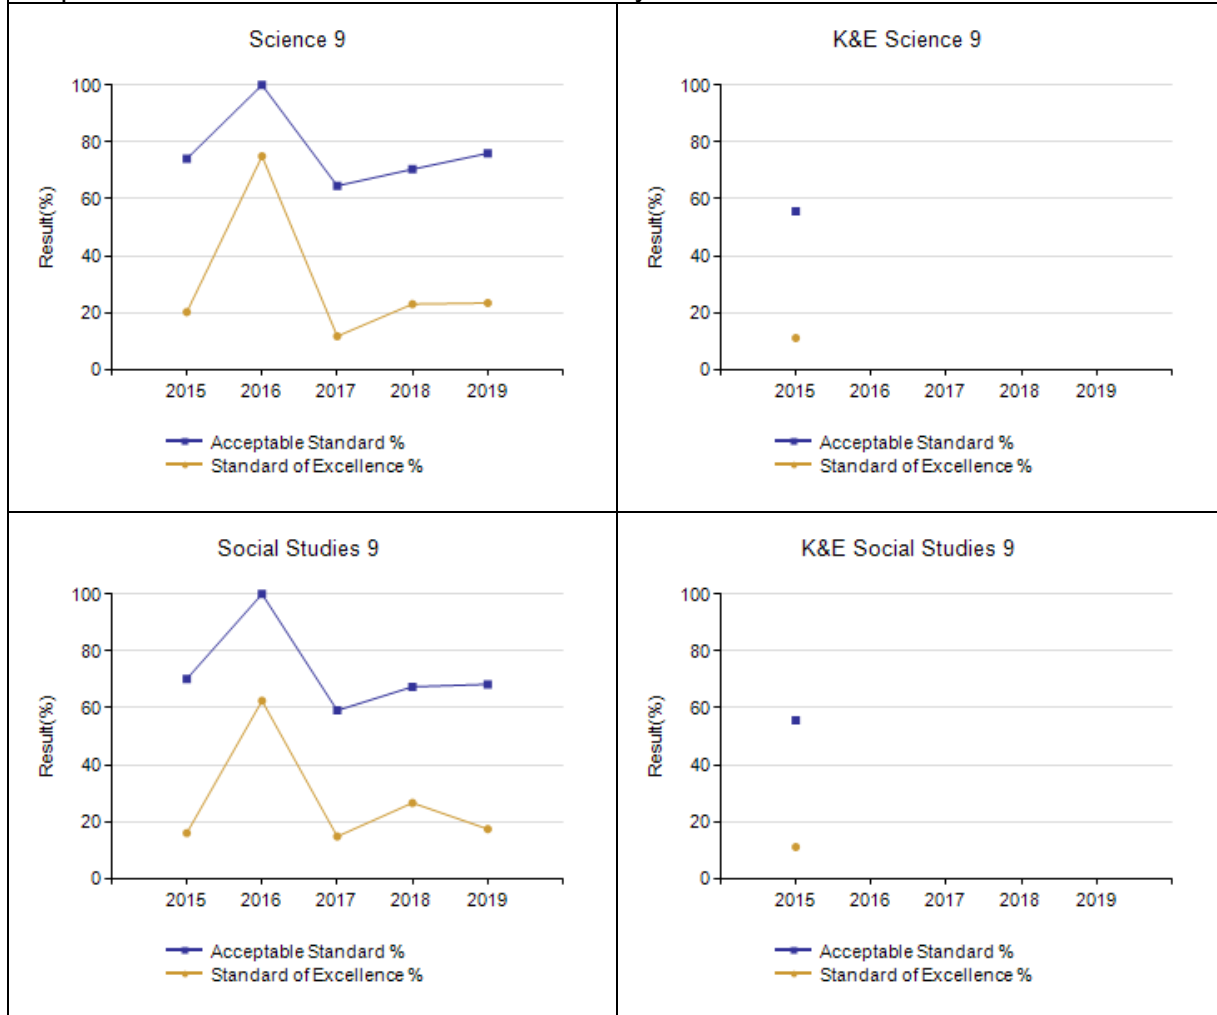 Science 9
100
80
60
40
20
0
Result(%)
2015 2016 2017 2018 2019
Acceptable Standard %
Standard of Excellence %
K&E Science 9
100
80
60
40
20
0
Result(%)
2015 2016 2017 2018 2019
Acceptable Standard %
Standard of Excellence %
Social Studies 9
100
80
60
40
20
0
Result(%)
2015 2016 2017 2018 2019
Acceptable Standard %
Standard of Excellence %
K&E Social Studies 9
100
80
60
40
20
0
Result(%)
2015 2016 2017 2018 2019
Acceptable Standard %
Standard of Excellence %